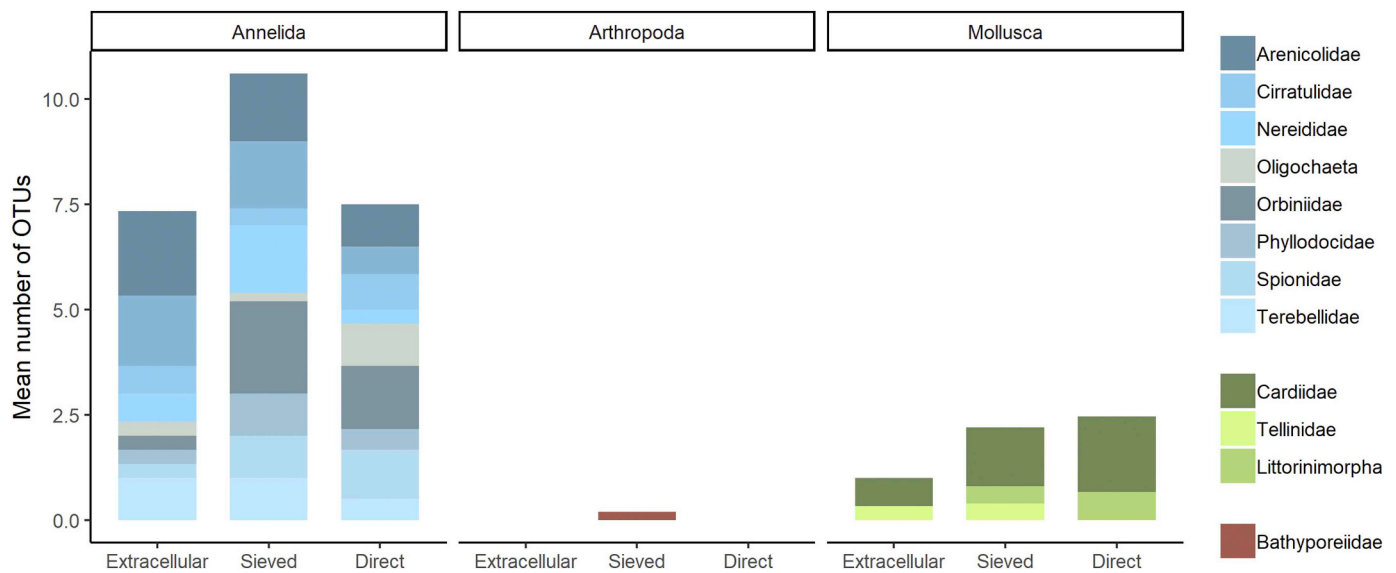 Annelida
Arthropoda
Mollusca
Mean number of OTUs
10.0
7.5
5.0
2.5
0.0
Extracellular
Sieved
Direct
Extracellular
Sieved
Direct
Extracellular
Sieved
Direct
Arenicolidae
Cirratulidae
Nereididae
Oligochaeta
Orbiniidae
Phyllodocidae
Spionidae
Terebellidae
Cardiidae
Tellinidae
Littorinimorpha
Bathyporeiidae